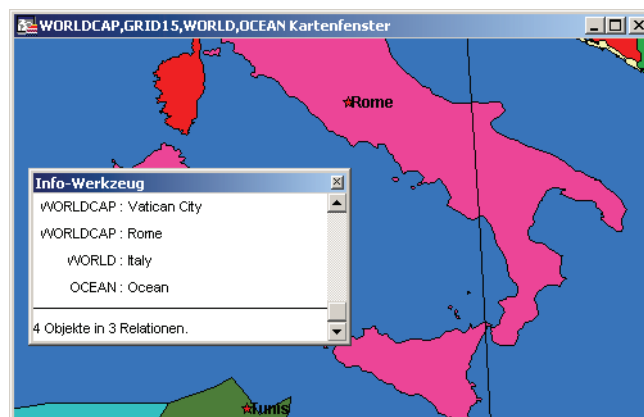 WORLDCAP,GRID15,WORLD,OCEAN Kartenfenster
Rome
Info-Werkzeug
WORLDCAP : Vatican City
WORLDCAP : Rome
WORLD : Italy
OCEAN : Ocean
4 Objekte in 3 Relationen.
Tunis